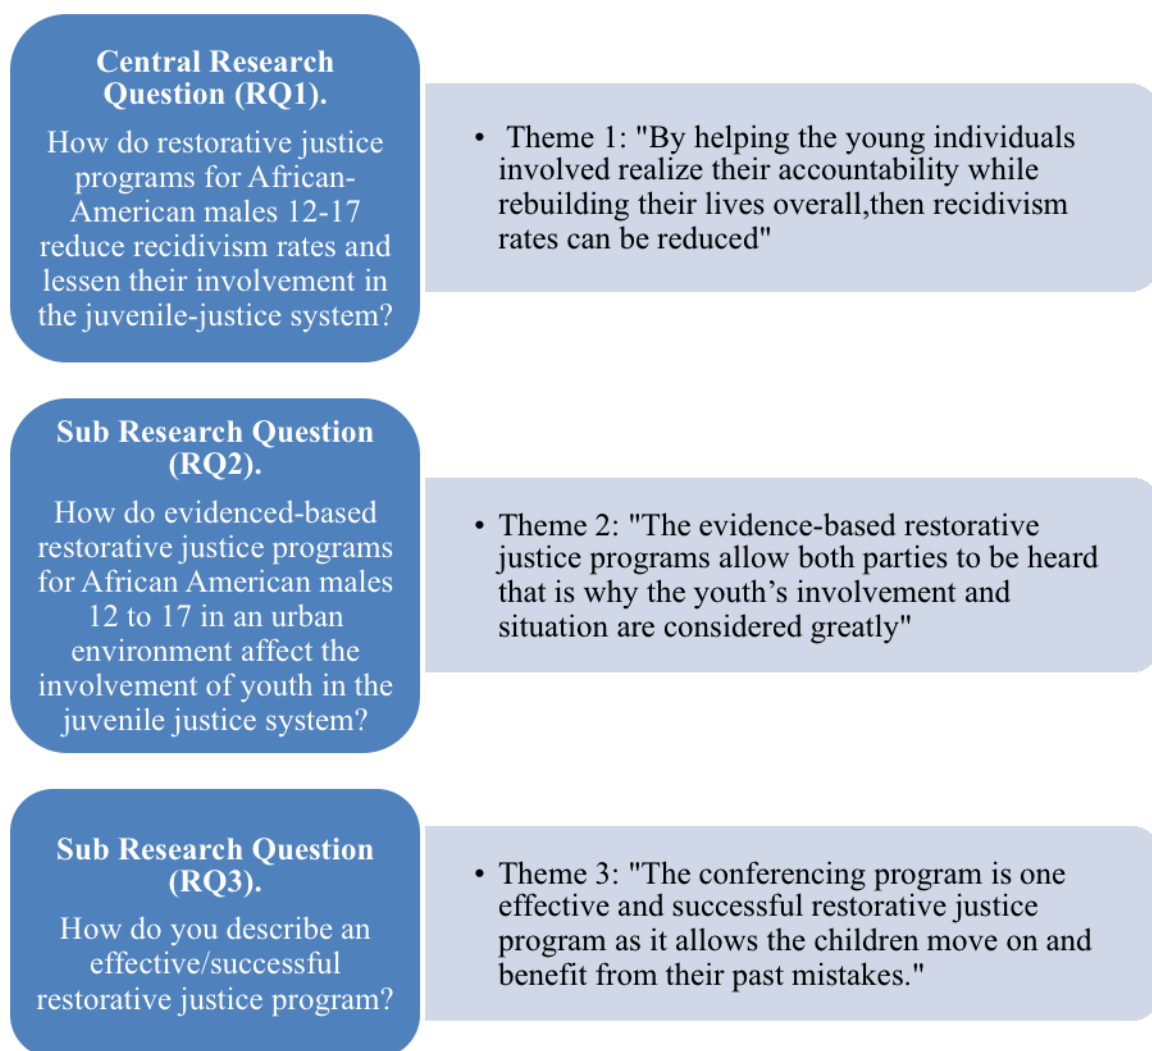 Central Research
Question (RQ1).
How do restorative justice
programs for African-
American males 12-17
reduce recidivism rates and
lessen their involvement in
the juvenile-justice system?
• Theme 1: "By helping the young individuals
involved realize their accountability while
rebuilding their lives overall,then recidivism
rates can be reduced"
Sub Research Question
(RQ2).
How do evidenced-based
restorative justice programs
for African American males
12 to 17 in an urban
environment affect the
involvement of youth in the
juvenile justice system?
• Theme 2: "The evidence-based restorative
justice programs allow both parties to be heard
that is why the youth’s involvement and
situation are considered greatly"
Sub Research Question
(RQ3).
How do you describe an
effective/successful
restorative justice program?
• Theme 3: "The conferencing program is one
effective and successful restorative justice
program as it allows the children move on and
benefit from their past mistakes."